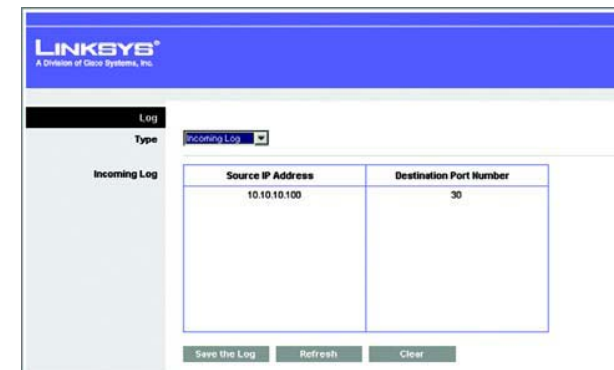 LINKSYS®
A Division of Cisco Systems, Inc.
Log
Type
Incoming Log
Incoming Log
Source IP Address
Destination Port Number
10.10.10.100
30
Save the Log
Refresh
Clear